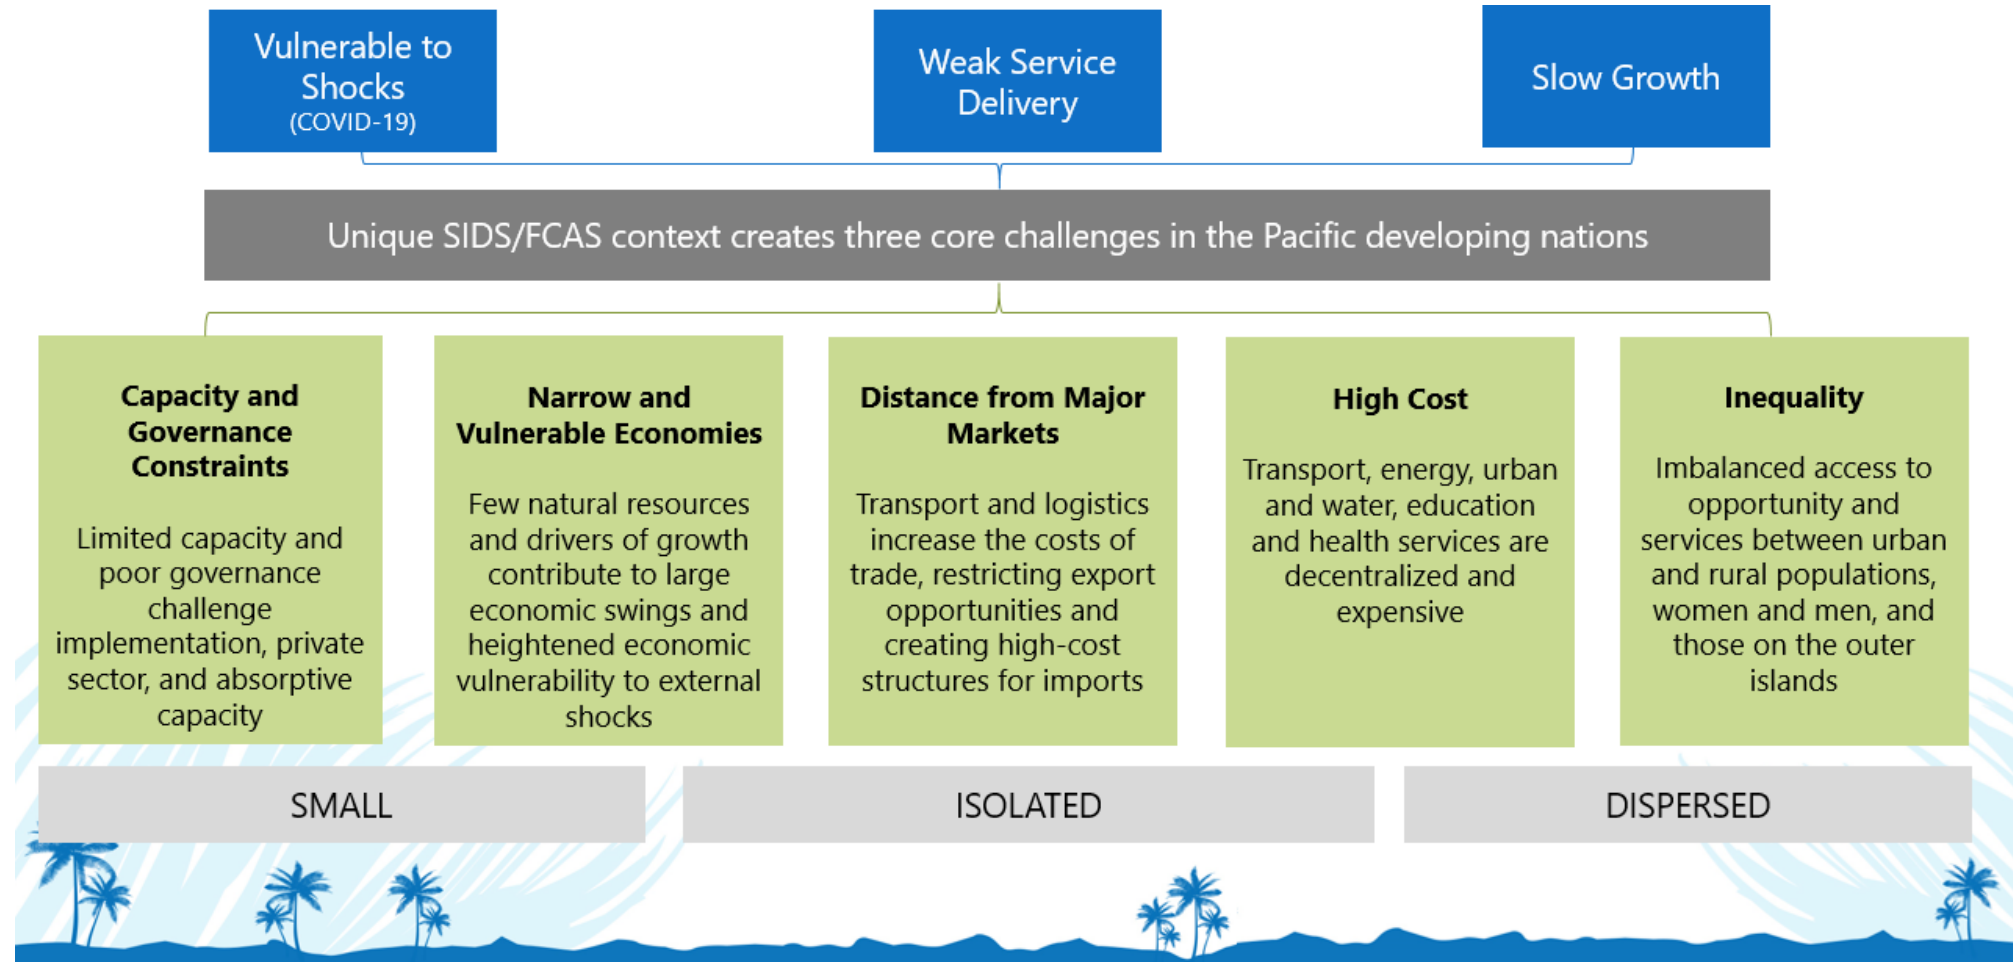 Vulnerable to
Shocks
(COVID-19)
Weak Service
Delivery
Slow Growth
Unique SIDS/FCAS context creates three core challenges in the Pacific developing nations
Capacity and
Governance
Constraints
Limited capacity and
poor governance
challenge
implementation, private
sector, and absorptive
capacity
Narrow and
Vulnerable Economies
Few natural resources
and drivers of growth
contribute to large
economic swings and
heightened economic
vulnerability to external
shocks
Distance from Major
Markets
Transport and logistics
increase the costs of
trade, restricting export
opportunities and
creating high-cost
structures for imports
High Cost
Transport, energy, urban
and water, education
and health services are
decentralized and
expensive
Inequality
Imbalanced access to
opportunity and
services between urban
and rural populations,
women and men, and
those on the outer
islands
SMALL
ISOLATED
DISPERSED